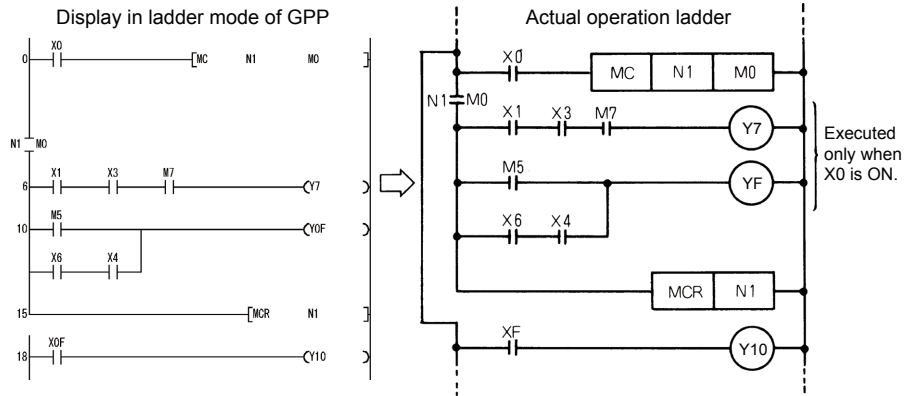 Display in ladder mode of GPP
X0
0
MC N1 M0
N1 M0
X1 X3 M7
6
Y7
M5
10
Y0F
X6 X4
15
MCR N1
X0F
18
Y10
Actual operation ladder
X0
MC N1 M0
N1 M0
X1 X3 M7
Y7
M5
YF
X6 X4
MCR N1
XF
Y10
Executed
only when
X0 is ON.